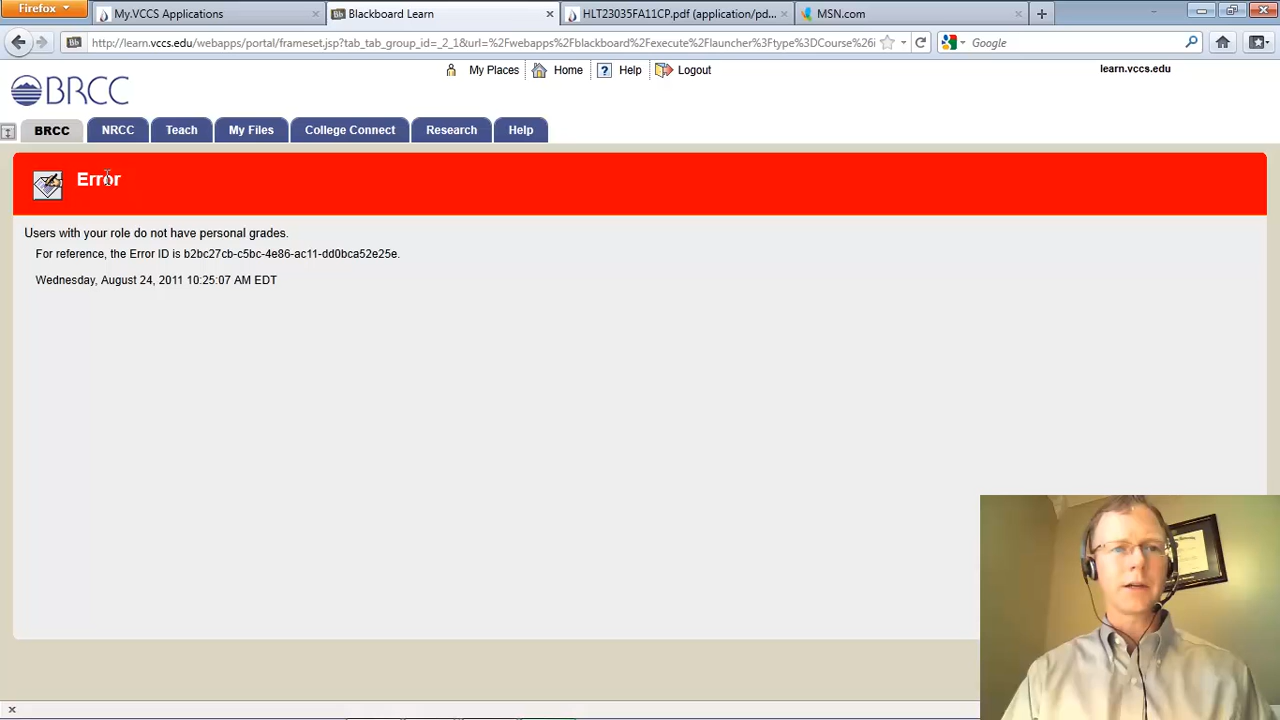 Firefox
My.VCCS Applications
Blackboard Learn
HLT23035FA11CP.pdf (application/pd...
MSN.com
http://learn.vccs.edu/webapps/portal/frameset.jsp?tab_tab_group_id=_2_1&url=%2Fwebapps%2Fblackboard%2Fexecute%2Flauncher%3Ftype%3DCourse%26i
Google
My Places
Home
Help
Logout
learn.vccs.edu
BRCC
BRCC
NRCC
Teach
My Files
College Connect
Research
Help
Error
Users with your role do not have personal grades.
For reference, the Error ID is b2bc27cb-c5bc-4e86-ac11-dd0bca52e25e.
Wednesday, August 24, 2011 10:25:07 AM EDT